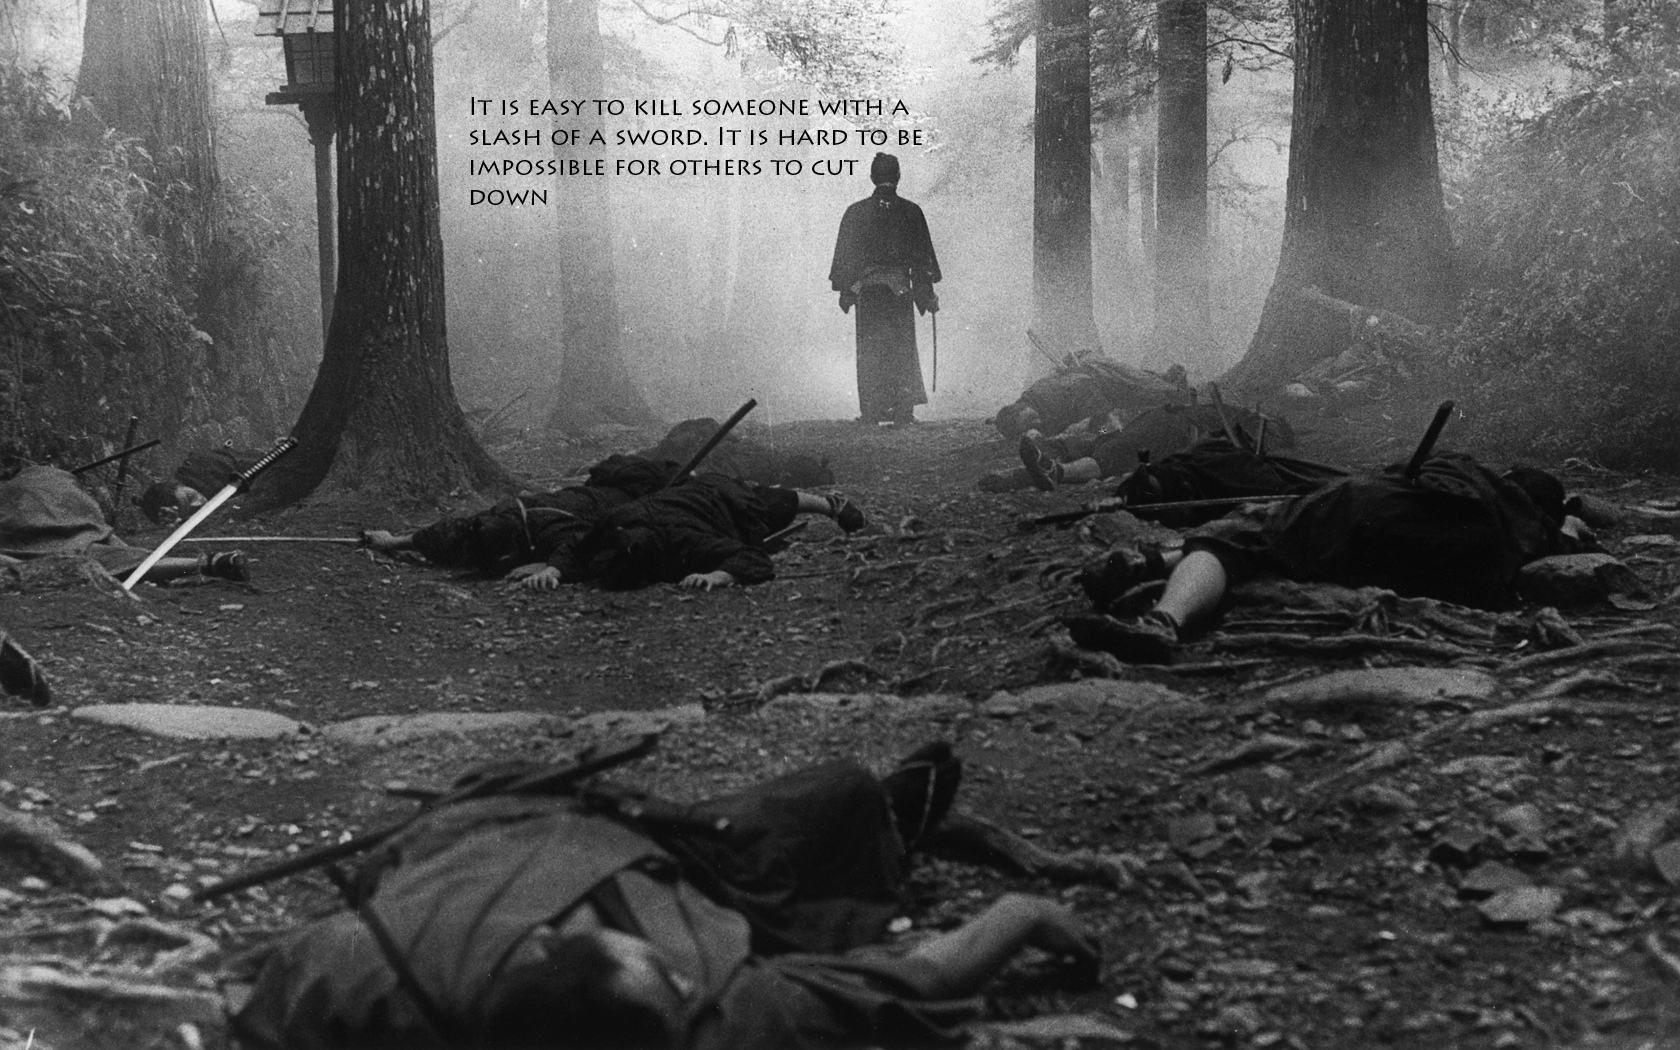 It is easy to kill someone with a
slash of a sword. It is hard to be
impossible for others to cut
down